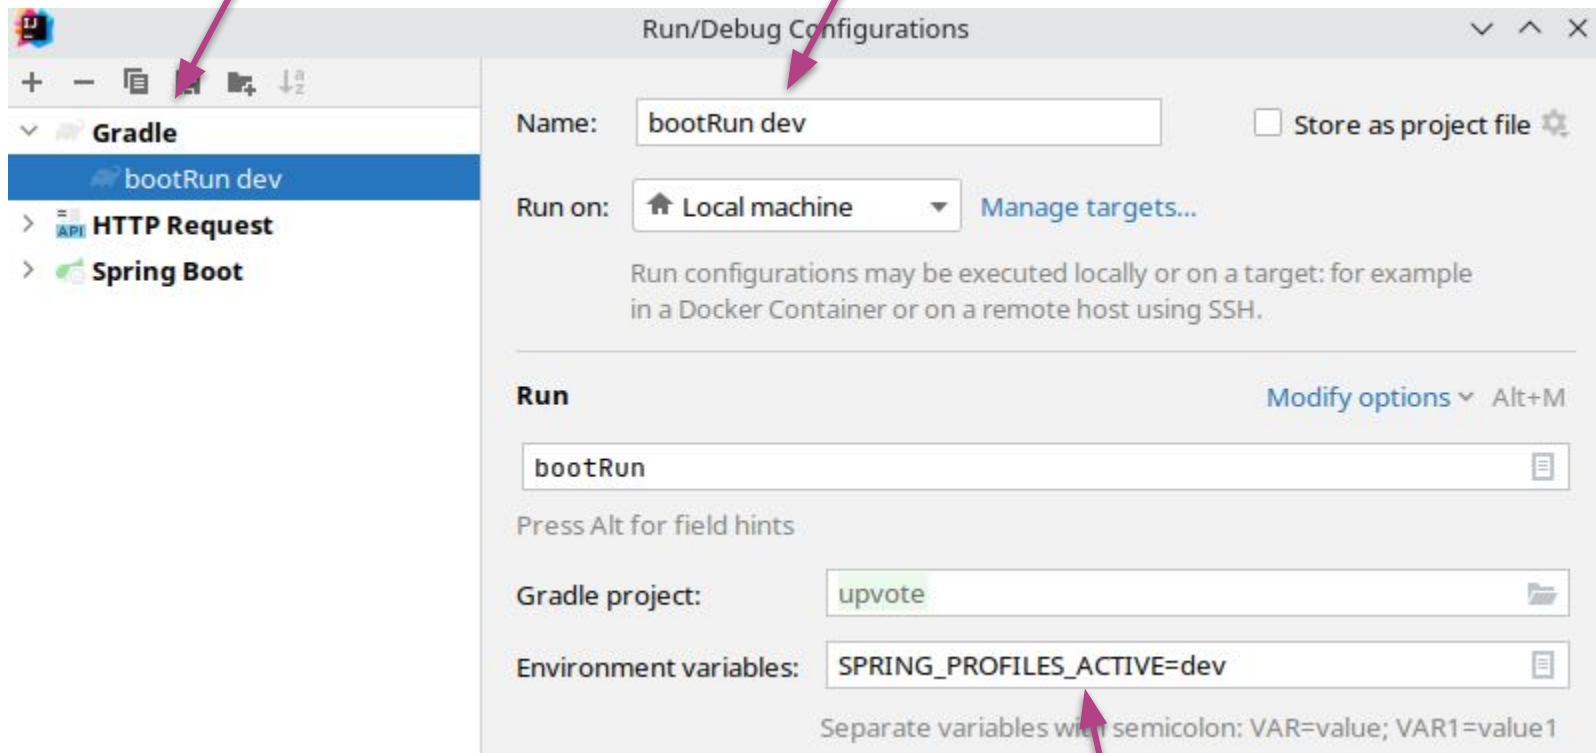 Run/Debug Configurations
Gradle
bootRun dev
API HTTP Request
Spring Boot
Name: bootRun dev Store as project file
Run on: Local machine Manage targets...
Run configurations may be executed locally or on a target: for example
in a Docker Container or on a remote host using SSH.
Run Modify options Alt+M
bootRun
Press Alt for field hints
Gradle project: upvote
Environment variables: SPRING_PROFILES_ACTIVE=dev
Separate variables with semicolon: VAR=value; VAR1=value1